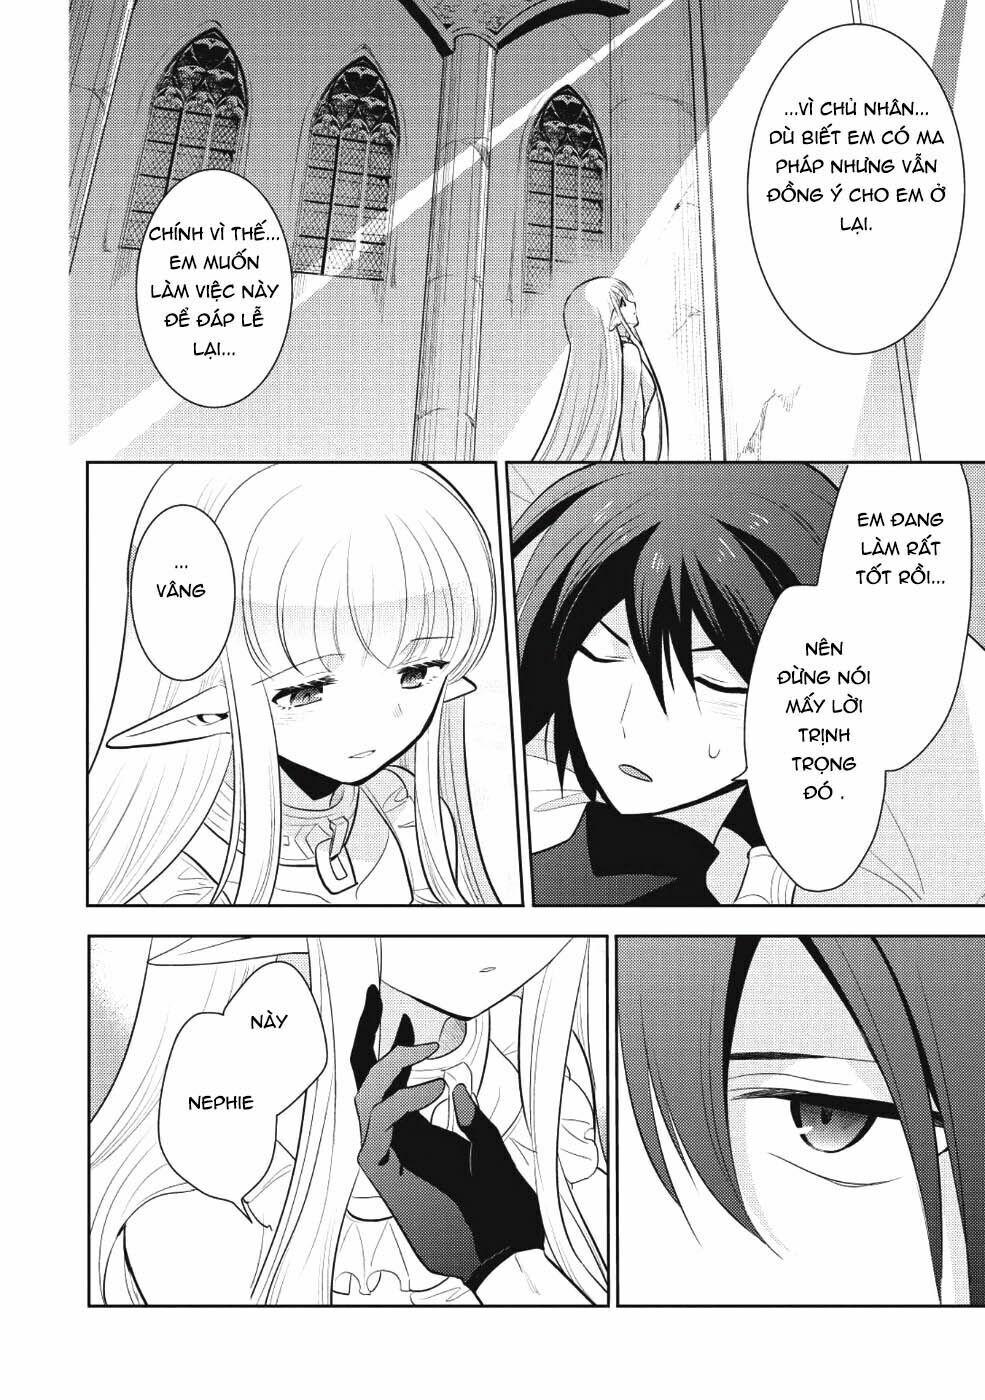 ...VÌ CHỦ NHÂN...
DÙ BIẾT EM CÓ MA
PHÁP NHƯNG VẪN
ĐỒNG Ý CHO EM Ở
LẠI.
CHÍNH VÌ THẾ...
EM MUỐN
LÀM VIỆC NÀY
ĐỂ ĐÁP LỄ
LẠI...
EM ĐANG
LÀM RẤT
TỐT RỒI...
NÊN
ĐỪNG NÓI
MẤY LỜI
TRỊNH
TRỌNG
ĐÓ .
...
VÂNG
NÀY
NEPHIE